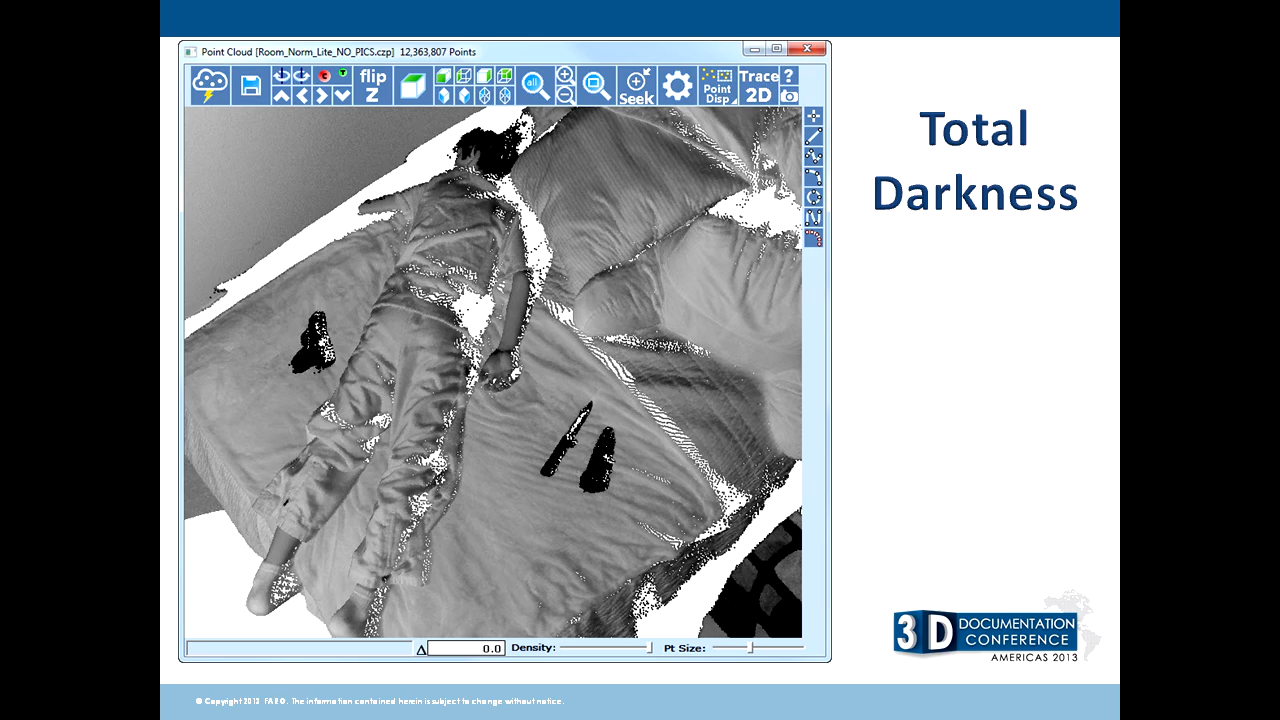 Point Cloud [Room_Norm_Lite_NO_PICS.czp] 12,363,807 Points
flip
Z
all
Seek
Point
Disp
Trace
2D
?
Total
Darkness
Δ 0.0 Density: Pt Size:
3D DOCUMENTATION
CONFERENCE
AMERICAS 2013
© Copyright 2013 FARO. The information contained herein is subject to change without notice.